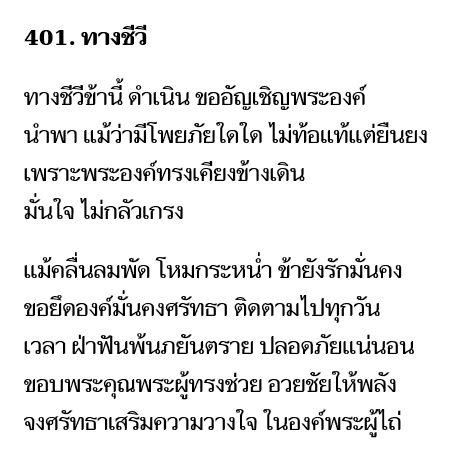 401. ทางชีวี
ทางชีวีข้านี้ ดำเนิน ขออัญเชิญพระองค์
นำพา แม้ว่ามีโพยภัยใดใด ไม่ท้อแท้แต่ยืนยง
เพราะพระองค์ทรงเคียงข้างเดิน
มั่นใจ ไม่กลัวเกรง
แม้คลื่นลมพัด โหมกระหน่ำ ข้ายังรักมั่นคง
ขอยึดองค์มั่นคงศรัทธา ติดตามไปทุกวัน
เวลา ฝ่าฟันพ้นภยันตราย ปลอดภัยแน่นอน
ขอบพระคุณพระผู้ทรงช่วย อวยชัยให้พลัง
จงศรัทธาเสริมความวางใจ ในองค์พระผู้ไถ่